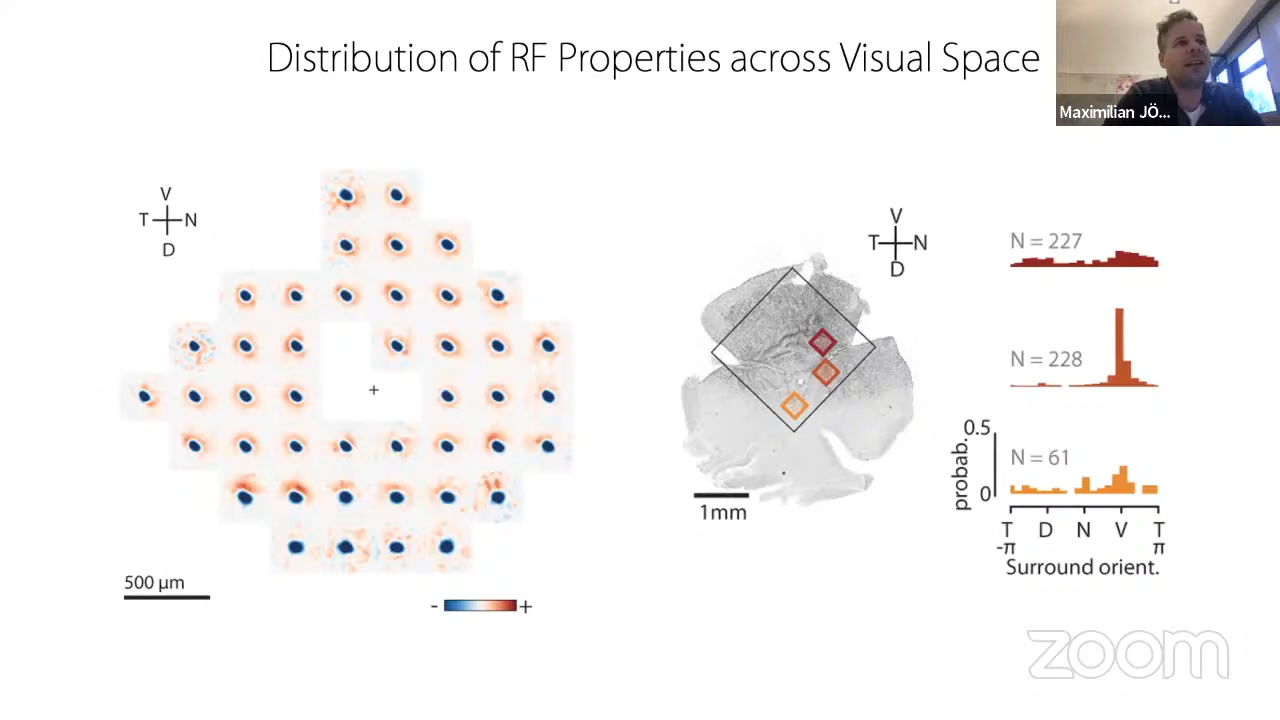 Distribution of RF Properties across Visual Space
Maximilian JÖ...
V
T N
D
500 µm
- +
V
T N
D
1mm
N = 227
N = 228
N = 61
0.5
0
probab.
T D N V T
-π π
Surround orient.
zoom